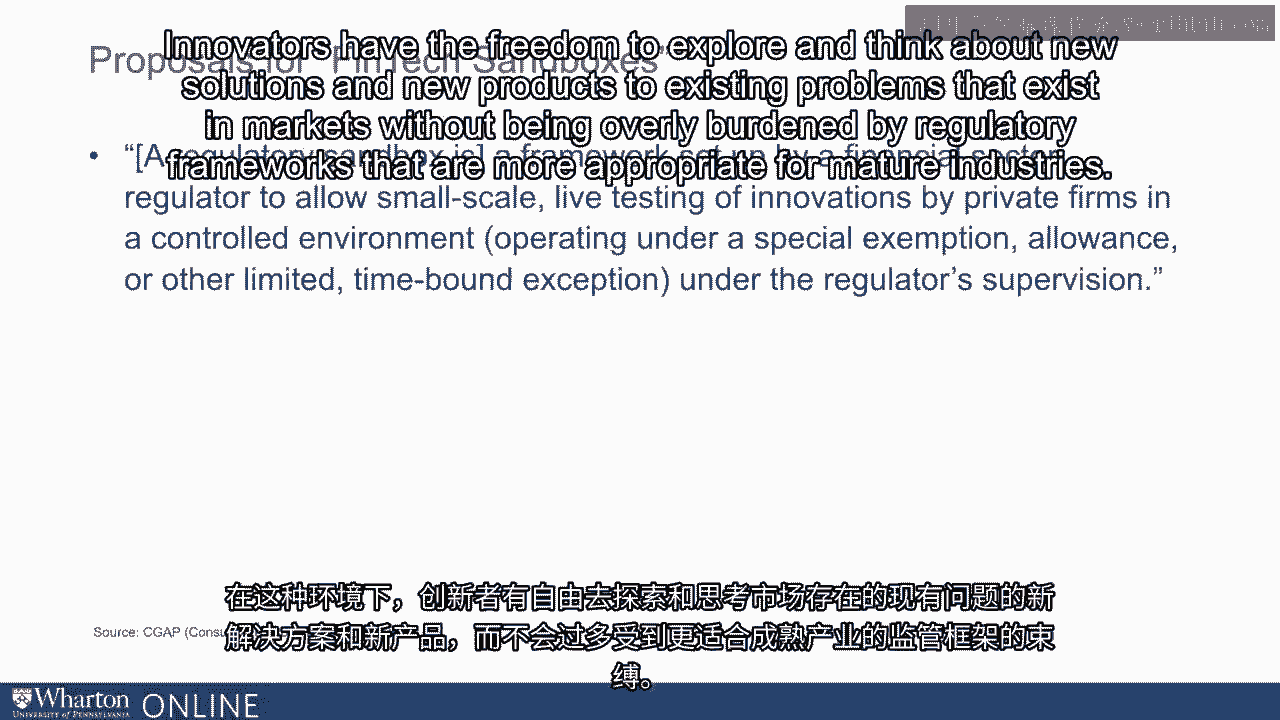 Innovators have the freedom to explore and think about new
Proposals for "FinTech Sandboxes"
solutions and new products to existing problems that exist
in markets without being overly burdened by regulatory
• “[A regulatory sandbox is] a framework set up by a financial sector
frameworks that are more appropriate for mature industries.
regulator to allow small-scale, live testing of innovations by private firms in
a controlled environment (operating under a special exemption, allowance,
or other limited, time-bound exception) under the regulator’s supervision.”
在这种环境下，创新者有自由去探索和思考市场存在的现有问题的新
Source: CGAP
解决方案和新产品，而不会过多受到更适合成熟产业的监管框架的束
缚。
Wharton
UNIVERSITY of PENNSYLVANIA
ONLINE